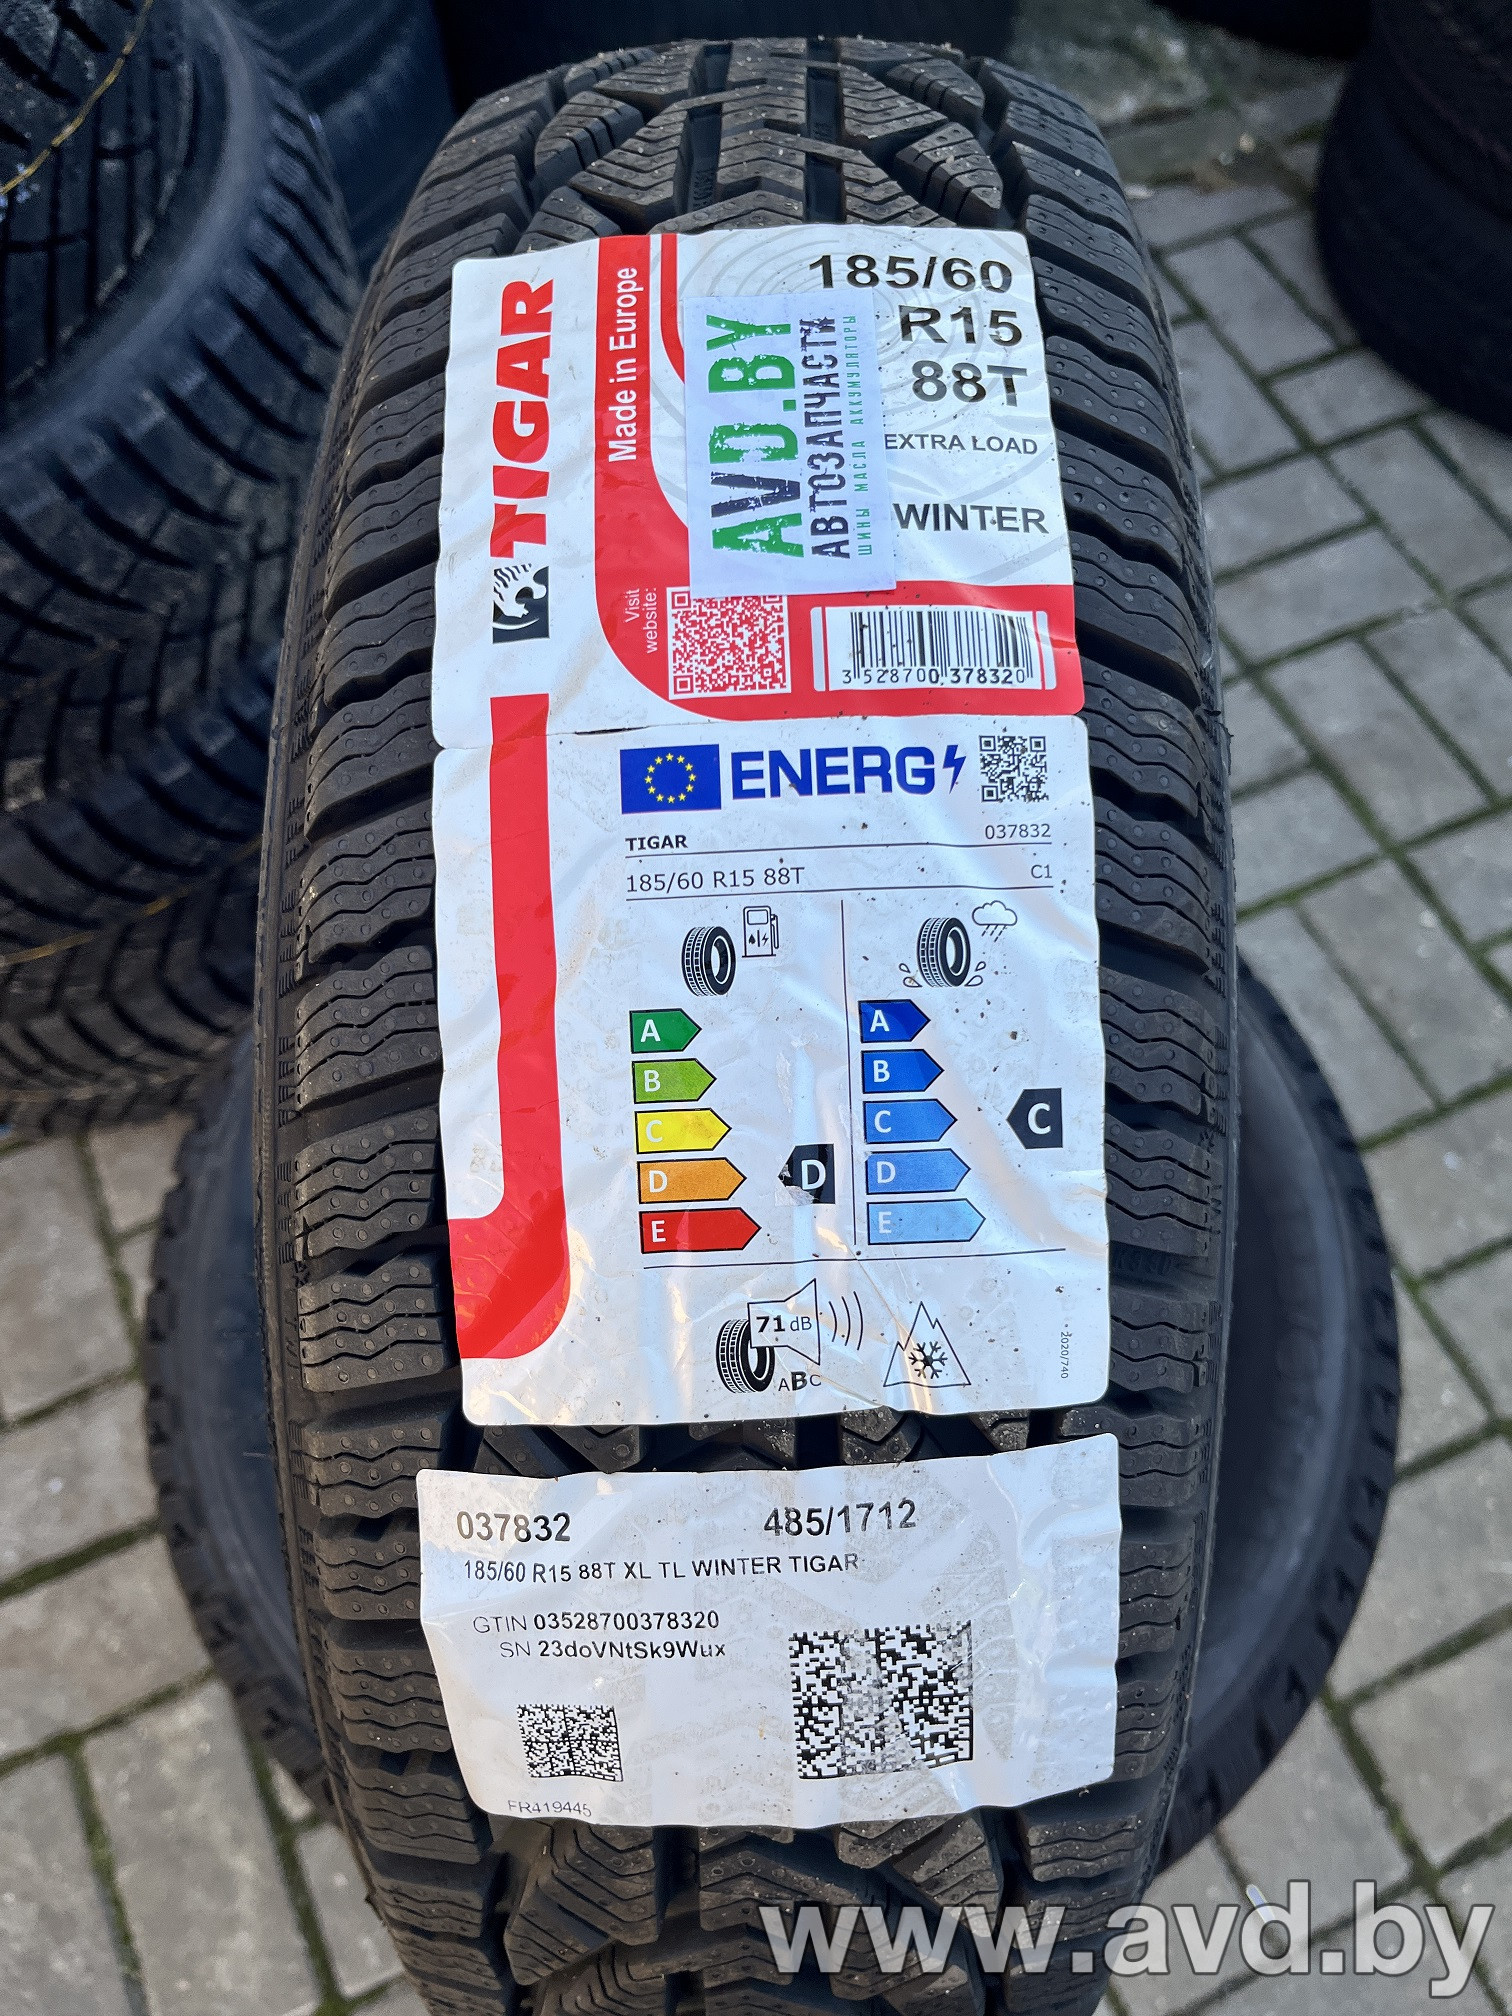 TIGAR
Made in Europe
185/60
R15
88T
EXTRA LOAD
WINTER
AVD.BY
АВТОЗАПЧАСТИ
ШИНЫ МАСЛА АККУМУЛЯТОРЫ
Visit
website:
3 528700 378320
ENERG
TIGAR 037832
185/60 R15 88T C1
A A
B B
C C C
D D D
E E
71 dB
ABC
2020/740
037832 485/1712
185/60 R15 88T XL TL WINTER TIGAR
GTIN 03528700378320
SN 23doVNtSk9Wux
FR419445
www.avd.by